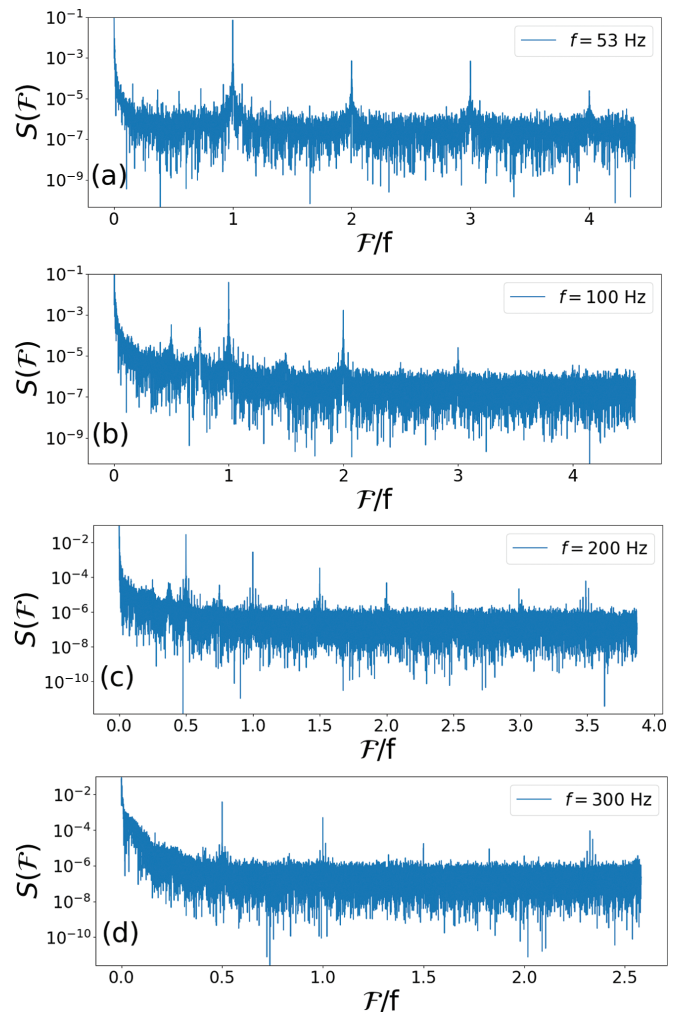 10⁻¹
f = 53 Hz
10⁻³
S(ℱ)
10⁻⁵
10⁻⁷
10⁻⁹
(a)
0 1 2 3 4
ℱ/f
10⁻¹
f = 100 Hz
10⁻³
S(ℱ)
10⁻⁵
10⁻⁷
10⁻⁹
(b)
0 1 2 3 4
ℱ/f
10⁻²
f = 200 Hz
10⁻⁴
S(ℱ)
10⁻⁶
10⁻⁸
10⁻¹⁰
(c)
0.0 0.5 1.0 1.5 2.0 2.5 3.0 3.5 4.0
ℱ/f
10⁻²
f = 300 Hz
10⁻⁴
S(ℱ)
10⁻⁶
10⁻⁸
10⁻¹⁰
(d)
0.0 0.5 1.0 1.5 2.0 2.5
ℱ/f